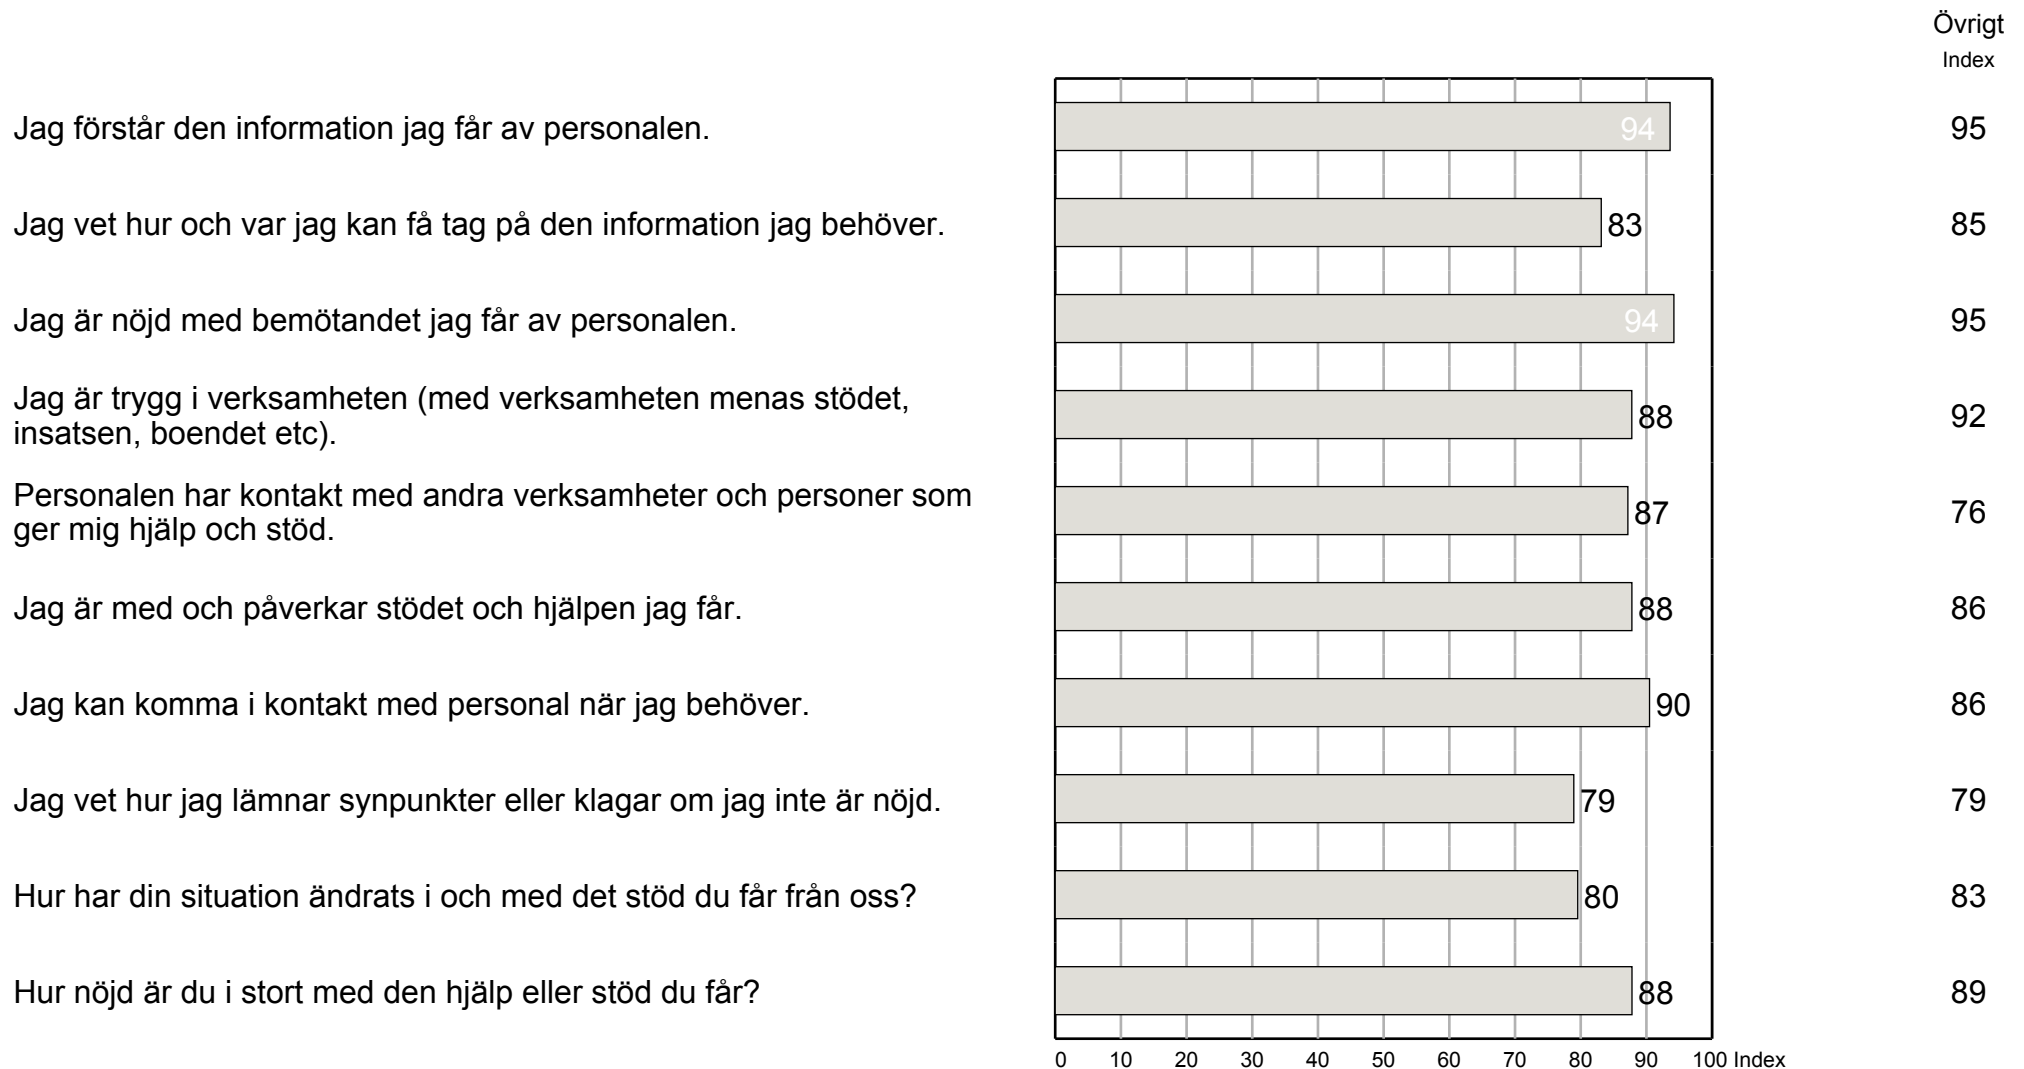 Övrigt
Index
Jag förstår den information jag får av personalen. 94 95
Jag vet hur och var jag kan få tag på den information jag behöver. 83 85
Jag är nöjd med bemötandet jag får av personalen. 94 95
Jag är trygg i verksamheten (med verksamheten menas stödet,
insatsen, boendet etc). 88 92
Personalen har kontakt med andra verksamheter och personer som
ger mig hjälp och stöd. 87 76
Jag är med och påverkar stödet och hjälpen jag får. 88 86
Jag kan komma i kontakt med personal när jag behöver. 90 86
Jag vet hur jag lämnar synpunkter eller klagar om jag inte är nöjd. 79 79
Hur har din situation ändrats i och med det stöd du får från oss? 80 83
Hur nöjd är du i stort med den hjälp eller stöd du får? 88 89
0 10 20 30 40 50 60 70 80 90 100 Index